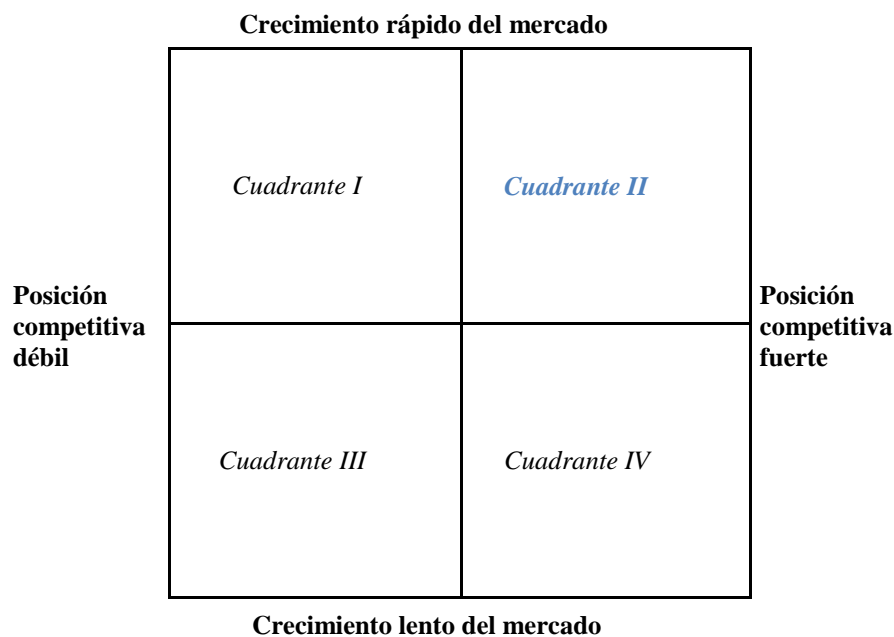 Crecimiento rápido del mercado
Cuadrante I
Cuadrante II
Posición
competitiva
débil
Posición
competitiva
fuerte
Cuadrante III
Cuadrante IV
Crecimiento lento del mercado